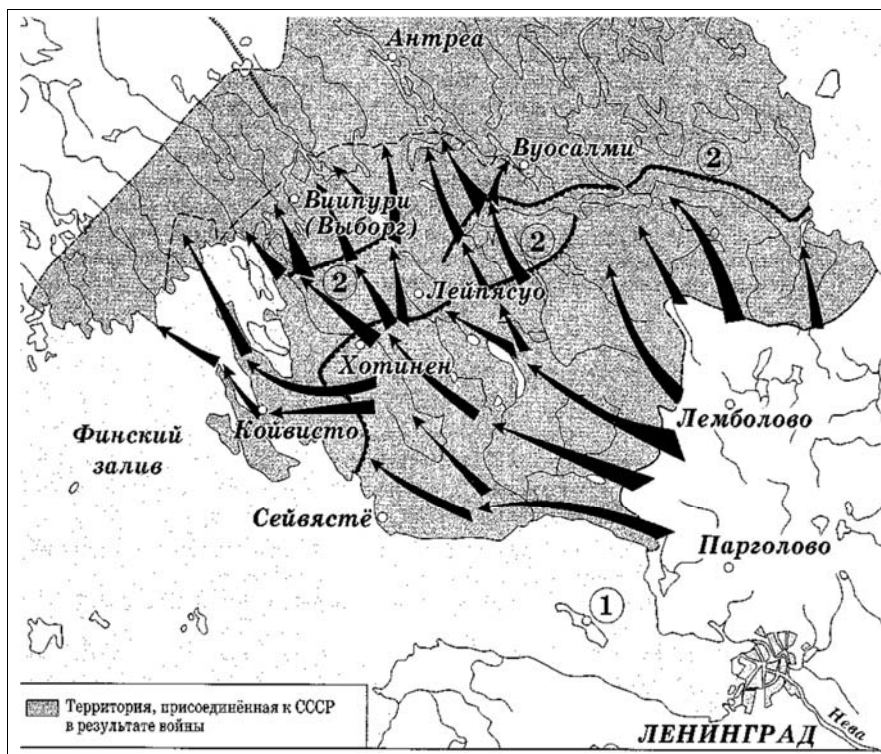 Антреа
Вуосалми
2
Виипури
(Выборг)
2
2
Лейпясуо
Хотинен
Лемболово
Финский
залив
Койвисто
Сейвястё
Парголово
1
Территория, присоединённая к СССР
в результате войны
ЛЕНИНГРАД
Нева